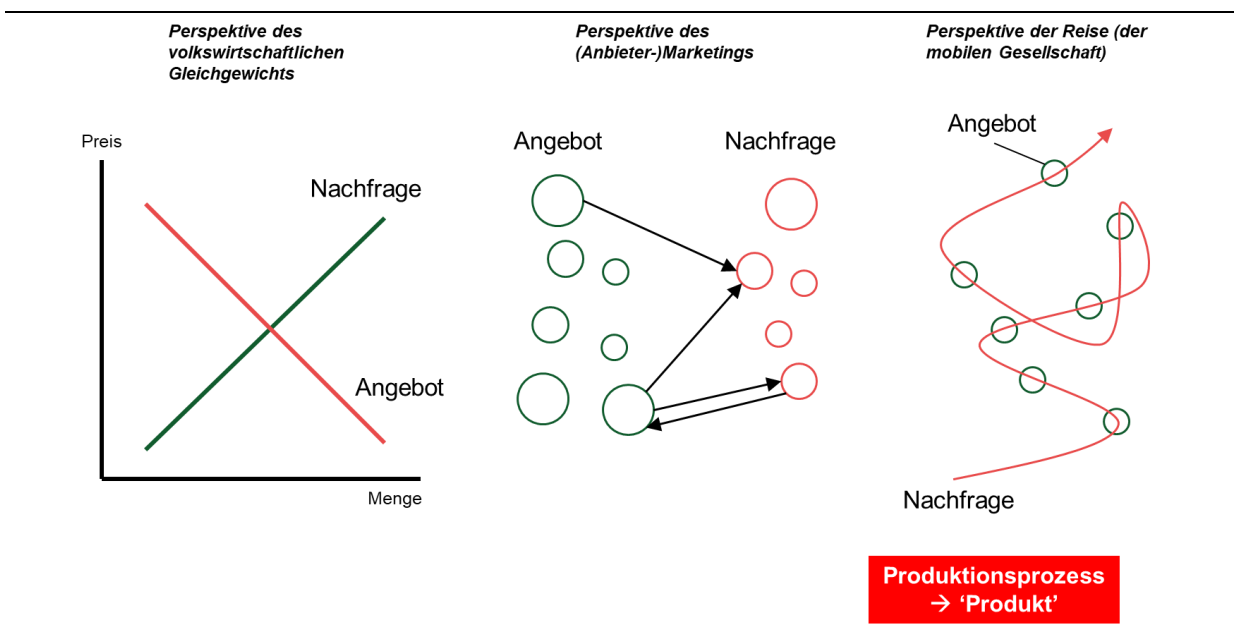 Perspektive des
volkswirtschaftlichen
Gleichgewichts
Preis
Nachfrage
Angebot
Menge
Perspektive des
(Anbieter-)Marketings
Angebot
Nachfrage
Perspektive der Reise (der
mobilen Gesellschaft)
Angebot
Nachfrage
Produktionsprozess
→ ‘Produkt’